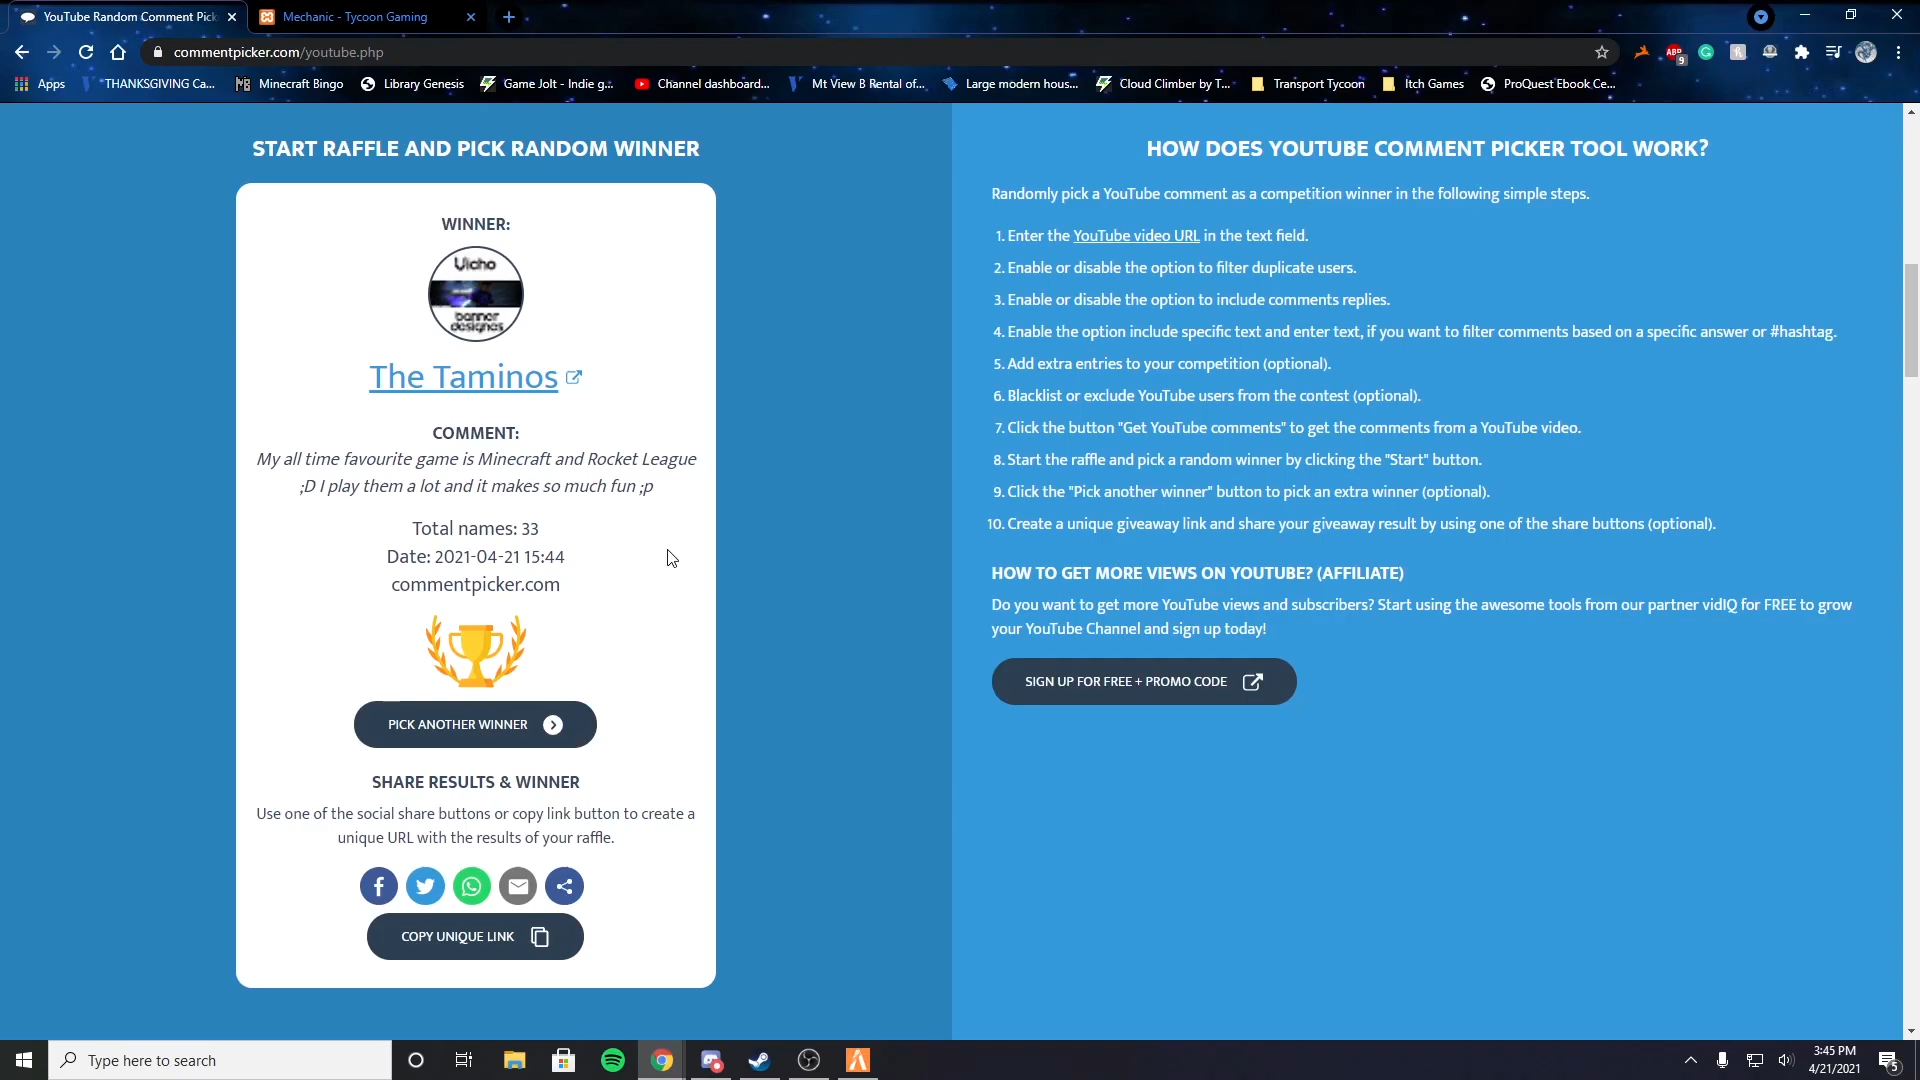 YouTube Random Comment Pick
Mechanic - Tycoon Gaming
commentpicker.com/youtube.php
ABP
9
Apps
THANKSGIVING Ca...
Minecraft Bingo
Library Genesis
Game Jolt - Indie g...
Channel dashboard...
Mt View B Rental of...
Large modern hous...
Cloud Climber by T...
Transport Tycoon
Itch Games
ProQuest Ebook Ce...
START RAFFLE AND PICK RANDOM WINNER
WINNER:
Vicho
banner
designes
The Taminos
COMMENT:
My all time favourite game is Minecraft and Rocket League
;D I play them a lot and it makes so much fun ;p
Total names: 33
Date: 2021-04-21 15:44
commentpicker.com
PICK ANOTHER WINNER
SHARE RESULTS & WINNER
Use one of the social share buttons or copy link button to create a
unique URL with the results of your raffle.
COPY UNIQUE LINK
HOW DOES YOUTUBE COMMENT PICKER TOOL WORK?
Randomly pick a YouTube comment as a competition winner in the following simple steps.
1. Enter the YouTube video URL in the text field.
2. Enable or disable the option to filter duplicate users.
3. Enable or disable the option to include comments replies.
4. Enable the option include specific text and enter text, if you want to filter comments based on a specific answer or #hashtag.
5. Add extra entries to your competition (optional).
6. Blacklist or exclude YouTube users from the contest (optional).
7. Click the button "Get YouTube comments" to get the comments from a YouTube video.
8. Start the raffle and pick a random winner by clicking the "Start" button.
9. Click the "Pick another winner" button to pick an extra winner (optional).
10. Create a unique giveaway link and share your giveaway result by using one of the share buttons (optional).
HOW TO GET MORE VIEWS ON YOUTUBE? (AFFILIATE)
Do you want to get more YouTube views and subscribers? Start using the awesome tools from our partner vidIQ for FREE to grow
your YouTube Channel and sign up today!
SIGN UP FOR FREE + PROMO CODE
Type here to search
3:45 PM
4/21/2021
5